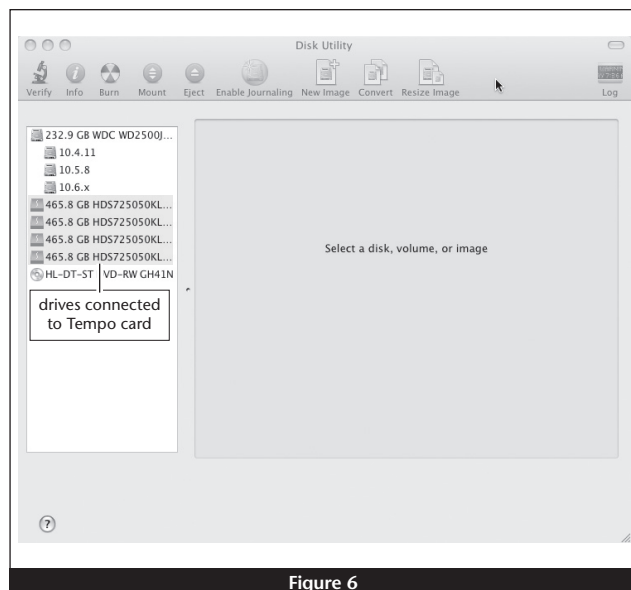 Disk Utility
Verify Info Burn Mount Eject Enable Journaling New Image Convert Resize Image Log
232.9 GB WDC WD2500J...
10.4.11
10.5.8
10.6.x
465.8 GB HDS725050KL...
465.8 GB HDS725050KL...
465.8 GB HDS725050KL...
465.8 GB HDS725050KL...
HL-DT-ST VD-RW GH41N
drives connected
to Tempo card
Select a disk, volume, or image
?
Figure 6